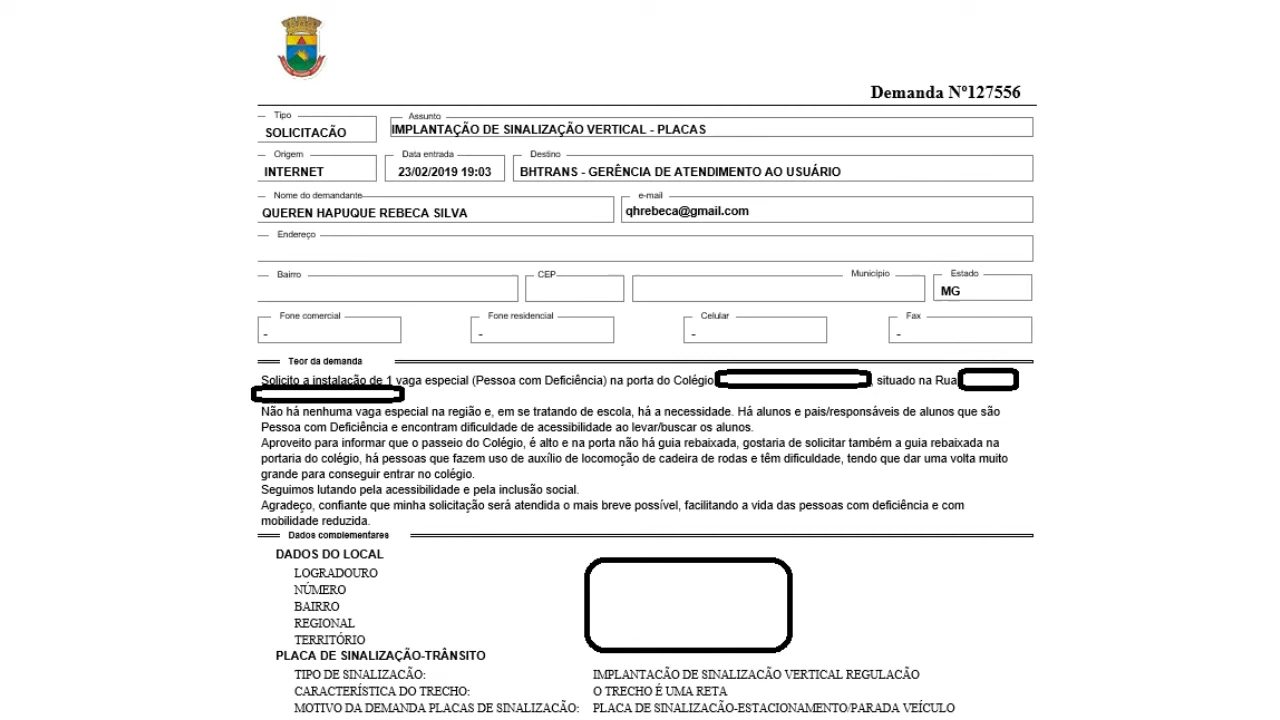 Demanda Nº127556
Tipo
SOLICITACÃO
Assunto
IMPLANTAÇÃO DE SINALIZAÇÃO VERTICAL - PLACAS
Origem
INTERNET
Data entrada
23/02/2019 19:03
Destino
BHTRANS - GERÊNCIA DE ATENDIMENTO AO USUÁRIO
Nome do demandante
QUEREN HAPUQUE REBECA SILVA
e-mail
qhrebeca@gmail.com
Endereço
Bairro
CEP
Município
Estado
MG
Fone comercial
-
Fone residencial
-
Celular
-
Fax
-
Teor da demanda
Solicito a instalação de 1 vaga especial (Pessoa com Deficiência) na porta do Colégio , situado na Rua
Não há nenhuma vaga especial na região e, em se tratando de escola, há a necessidade. Há alunos e pais/responsáveis de alunos que são
Pessoa com Deficiência e encontram dificuldade de acessibilidade ao levar/buscar os alunos.
Aproveito para informar que o passeio do Colégio, é alto e na porta não há guia rebaixada, gostaria de solicitar também a guia rebaixada na
portaria do colégio, há pessoas que fazem uso de auxílio de locomoção de cadeira de rodas e têm dificuldade, tendo que dar uma volta muito
grande para conseguir entrar no colégio.
Seguimos lutando pela acessibilidade e pela inclusão social.
Agradeço, confiante que minha solicitação será atendida o mais breve possível, facilitando a vida das pessoas com deficiência e com
mobilidade reduzida.
Dados complementares
DADOS DO LOCAL
LOGRADOURO
NÚMERO
BAIRRO
REGIONAL
TERRITÓRIO
PLACA DE SINALIZAÇÃO-TRÂNSITO
TIPO DE SINALIZACÃO: IMPLANTACÃO DE SINALIZACÃO VERTICAL REGULACÃO
CARACTERÍSTICA DO TRECHO: O TRECHO É UMA RETA
MOTIVO DA DEMANDA PLACAS DE SINALIZAÇÃO: PLACA DE SINALIZAÇÃO-ESTACIONAMENTO/PARADA VEÍCULO